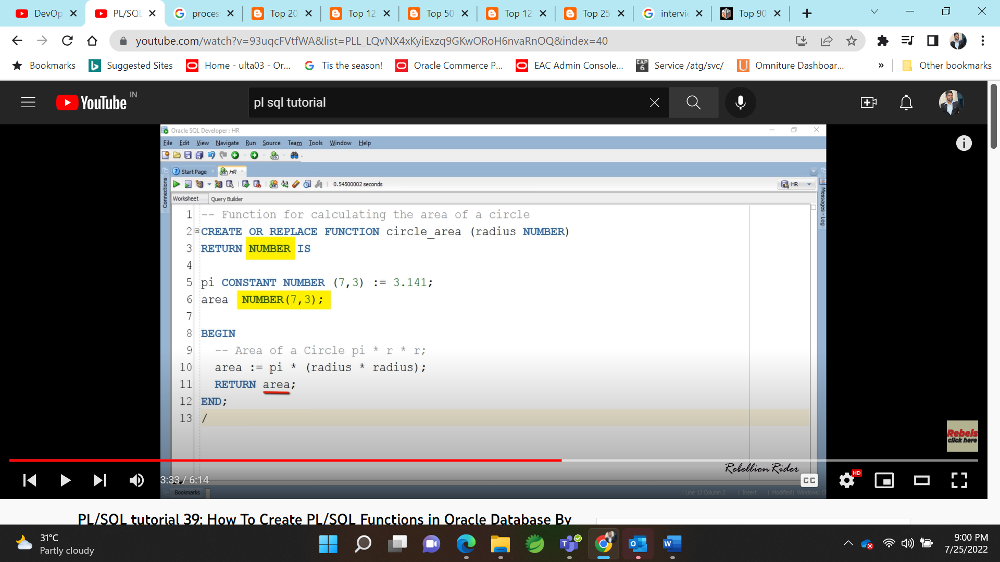 DevOp
PL/SQL
proces
Top 20
Top 12
Top 50
Top 12
Top 25
intervie
Top 90
youtube.com/watch?v=93uqcFVtfWA&list=PLL_LQvNX4xKyiExzq9GKwORoH6nvaRnOQ&index=40
Bookmarks
Suggested Sites
Home - ulta03 - Or...
Tis the season!
Oracle Commerce P...
EAC Admin Console...
EAP 6
Service /atg/svc/
Omniture Dashboar...
»
Other bookmarks
YouTube IN
pl sql tutorial
Oracle SQL Developer : HR
File Edit View Navigate Run Source Team Tools Window Help
Start Page
HR
0.54500002 seconds
HR
Connections
Messages - Log
Worksheet Query Builder
1 -- Function for calculating the area of a circle
2 CREATE OR REPLACE FUNCTION circle_area (radius NUMBER)
3 RETURN NUMBER IS
4
5 pi CONSTANT NUMBER (7,3) := 3.141;
6 area NUMBER(7,3);
7
8 BEGIN
9 -- Area of a Circle pi * r * r;
10 area := pi * (radius * radius);
11 RETURN area;
12 END;
13 /
Rebels
click here
Rebellion Rider
3:33 / 6:14
CC
HD
Bookmarks
Line 13 Column 2 | Insert | Modified | Windows:
PL/SQL tutorial 39: How To Create PL/SQL Functions in Oracle Database By
31°C
Partly cloudy
9:00 PM
7/25/2022